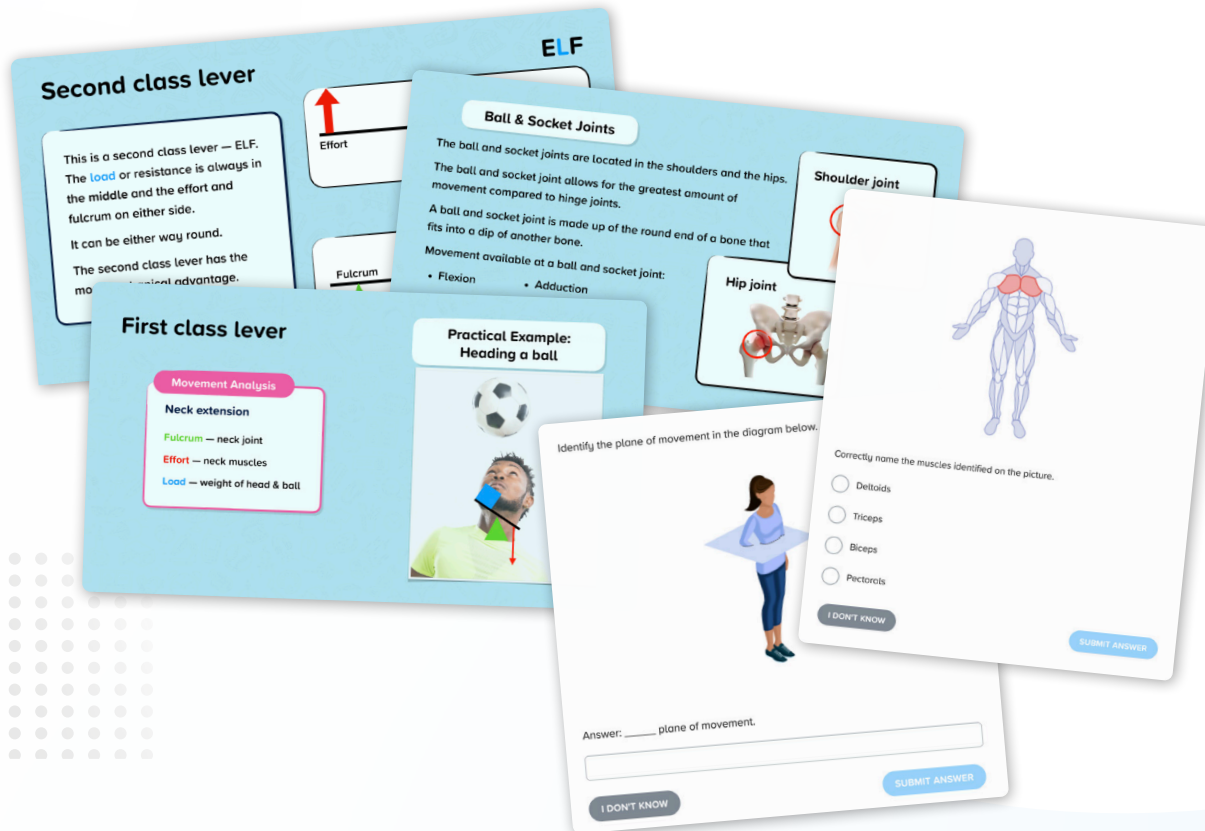 Second class lever
ELF
This is a second class lever — ELF.
The load or resistance is always in
the middle and the effort and
fulcrum on either side.
It can be either way round.
The second class lever has the
Effort
Fulcrum
Ball & Socket Joints
The ball and socket joints are located in the shoulders and the hips.
The ball and socket joint allows for the greatest amount of
movement compared to hinge joints.
A ball and socket joint is made up of the round end of a bone that
fits into a dip of another bone.
Movement available at a ball and socket joint:
• Flexion
• Adduction
Shoulder joint
Hip joint
First class lever
Movement Analysis
Neck extension
Fulcrum — neck joint
Effort — neck muscles
Load — weight of head & ball
Practical Example:
Heading a ball
Identify the plane of movement in the diagram below.
Answer: _____ plane of movement.
I DON'T KNOW
SUBMIT ANSWER
Correctly name the muscles identified on the picture.
Deltoids
Triceps
Biceps
Pectorals
I DON'T KNOW
SUBMIT ANSWER